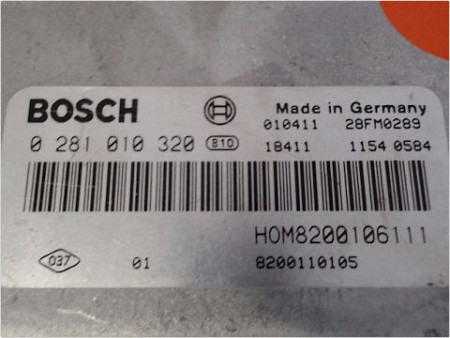 BOSCH Made in Germany
010411 28FM0289
0 281 010 320 810 18411 1154 0584
HOM8200106111
037 01 8200110105